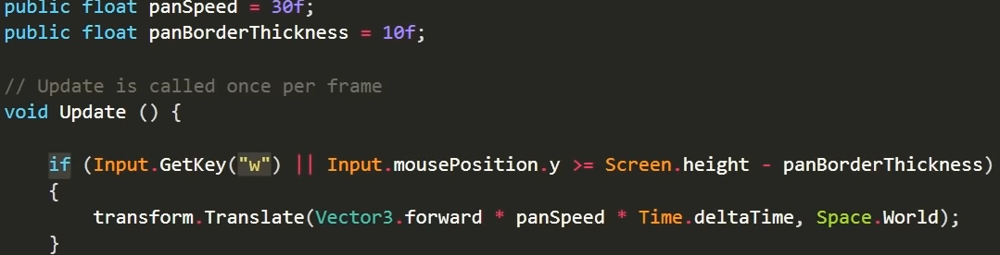 public float panSpeed = 30f;
public float panBorderThickness = 10f;
// Update is called once per frame
void Update () {
if (Input.GetKey("w") || Input.mousePosition.y >= Screen.height - panBorderThickness)
{
transform.Translate(Vector3.forward * panSpeed * Time.deltaTime, Space.World);
}